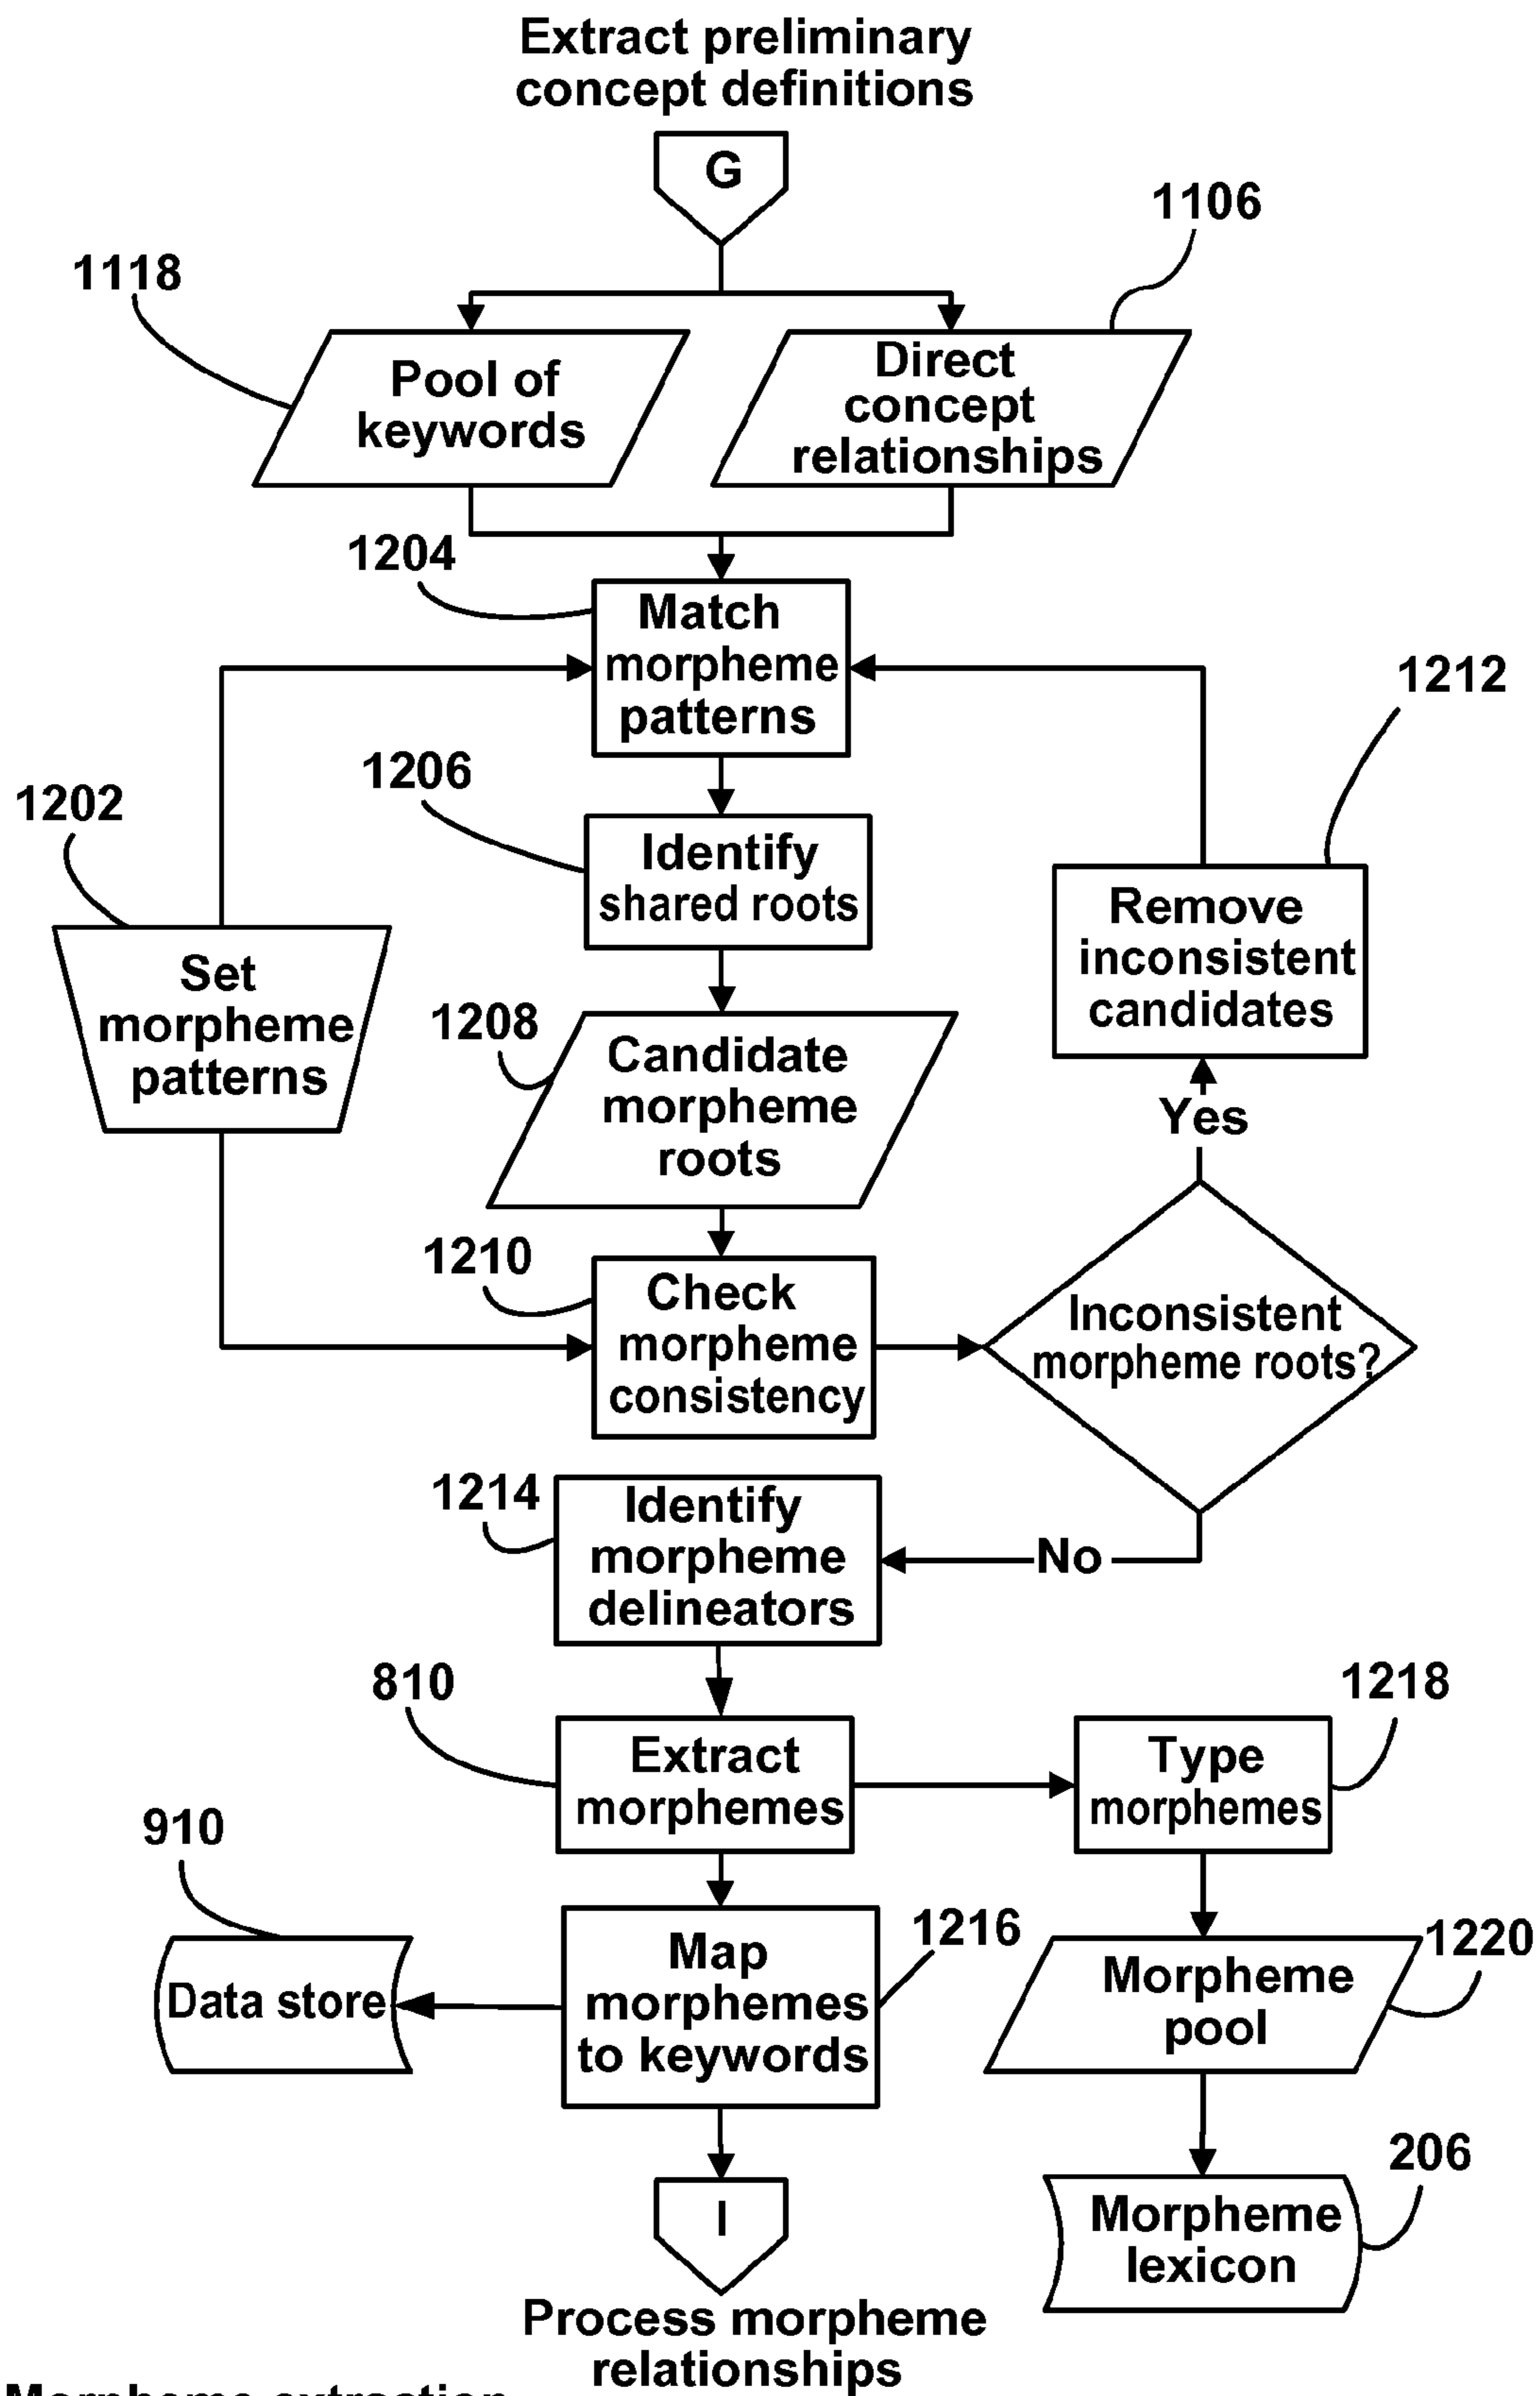 Extract preliminary
concept definitions
G
1106
1118
Pool of
keywords
Direct
concept
relationships
1204
Match
morpheme
patterns
1212
1206
1202
Identify
shared roots
Remove
inconsistent
candidates
Set
morpheme
patterns
1208
Candidate
morpheme
roots
Yes
1210
Check
morpheme
consistency
Inconsistent
morpheme roots?
1214
Identify
morpheme
delineators
No
810
1218
Extract
morphemes
Type
morphemes
910
1216
1220
Data store
Map
morphemes
to keywords
Morpheme
pool
206
I
Morpheme
lexicon
Process morpheme
relationships
Morpheme extraction